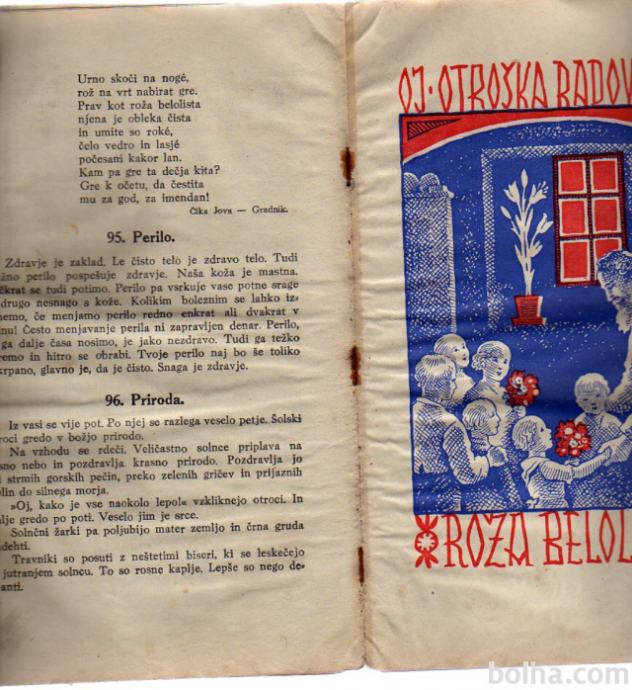 Urno skoči na nogé,
rož na vrt nabirat gre.
Prav kot roža belolista
njena je obleka čista
in umite so roké,
čelo vedro in lasjé
počesani kakor lan.
Kam pa gre ta dečja kita?
Gre k očetu, da čestita
mu za god, za imendan!
Čika Jova — Gradnik.
95. Perilo.
Zdravje je zaklad. Le čisto telo je zdravo telo. Tudi
perilo pospešuje zdravje. Naša koža je mastna.
se tudi potimo. Perilo pa vsrkuje vase potne srage
drugo nesnago s kože. Kolikim boleznim se lahko iz=
če menjamo perilo redno enkrat ali dvakrat v
Često menjavanje perila ni zapravljen denar. Perilo,
ga dalje časa nosimo, je jako nezdravo. Tudi ga težko
in hitro se obrabi. Tvoje perilo naj bo še toliko
glavno je, da je čisto. Snaga je zdravje.
96. Priroda.
Iz vasi se vije pot. Po njej se razlega veselo petje. Šolski
gredo v božjo prirodo.
Na vzhodu se rdeči. Veličastno solnce priplava na
nebo in pozdravlja krasno prirodo. Pozdravlja jo
strmih gorskih pečin, preko zelenih gričev in prijaznih
do silnega morja.
»Oj, kako je vse naokolo lepo!« vzkliknejo otroci. In
gredo po poti. Veselo jim je srce.
Solnčni žarki pa poljubijo mater zemljo in črna gruda
Travniki so posuti z neštetimi biseri, ki se leskečejo
jutranjem solncu. To so rosne kaplje. Lepše so nego de=
OJ · OTROŠKA RADOV
ROŽA BELOL
bolha.com